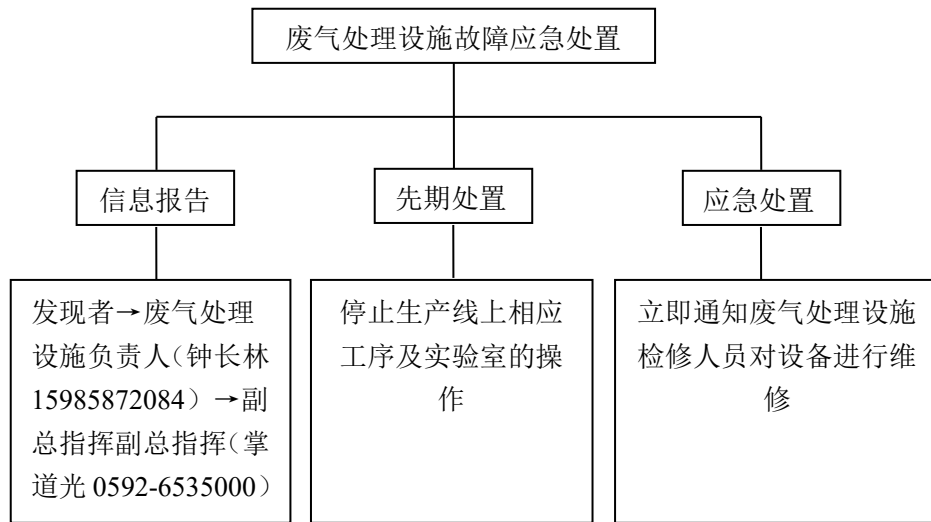 废气处理设施故障应急处置
信息报告
先期处置
应急处置
发现者→废气处理
设施负责人（钟长林
15985872084）→副
总指挥副总指挥（掌
道光 0592-6535000）
停止生产线上相应
工序及实验室的操
作
立即通知废气处理设施
检修人员对设备进行维
修